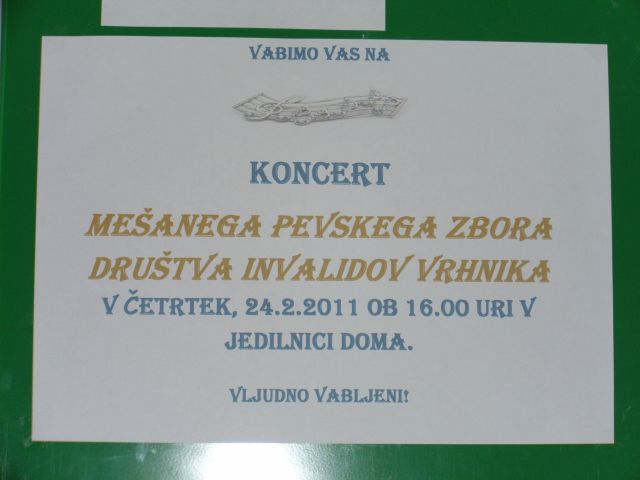 VABIMO VAS NA
KONCERT
MEŠANEGA PEVSKEGA ZBORA
DRUŠTVA INVALIDOV VRHNIKA
V ČETRTEK, 24.2.2011 OB 16.00 URI V
JEDILNICI DOMA.
VLJUDNO VABLJENI!